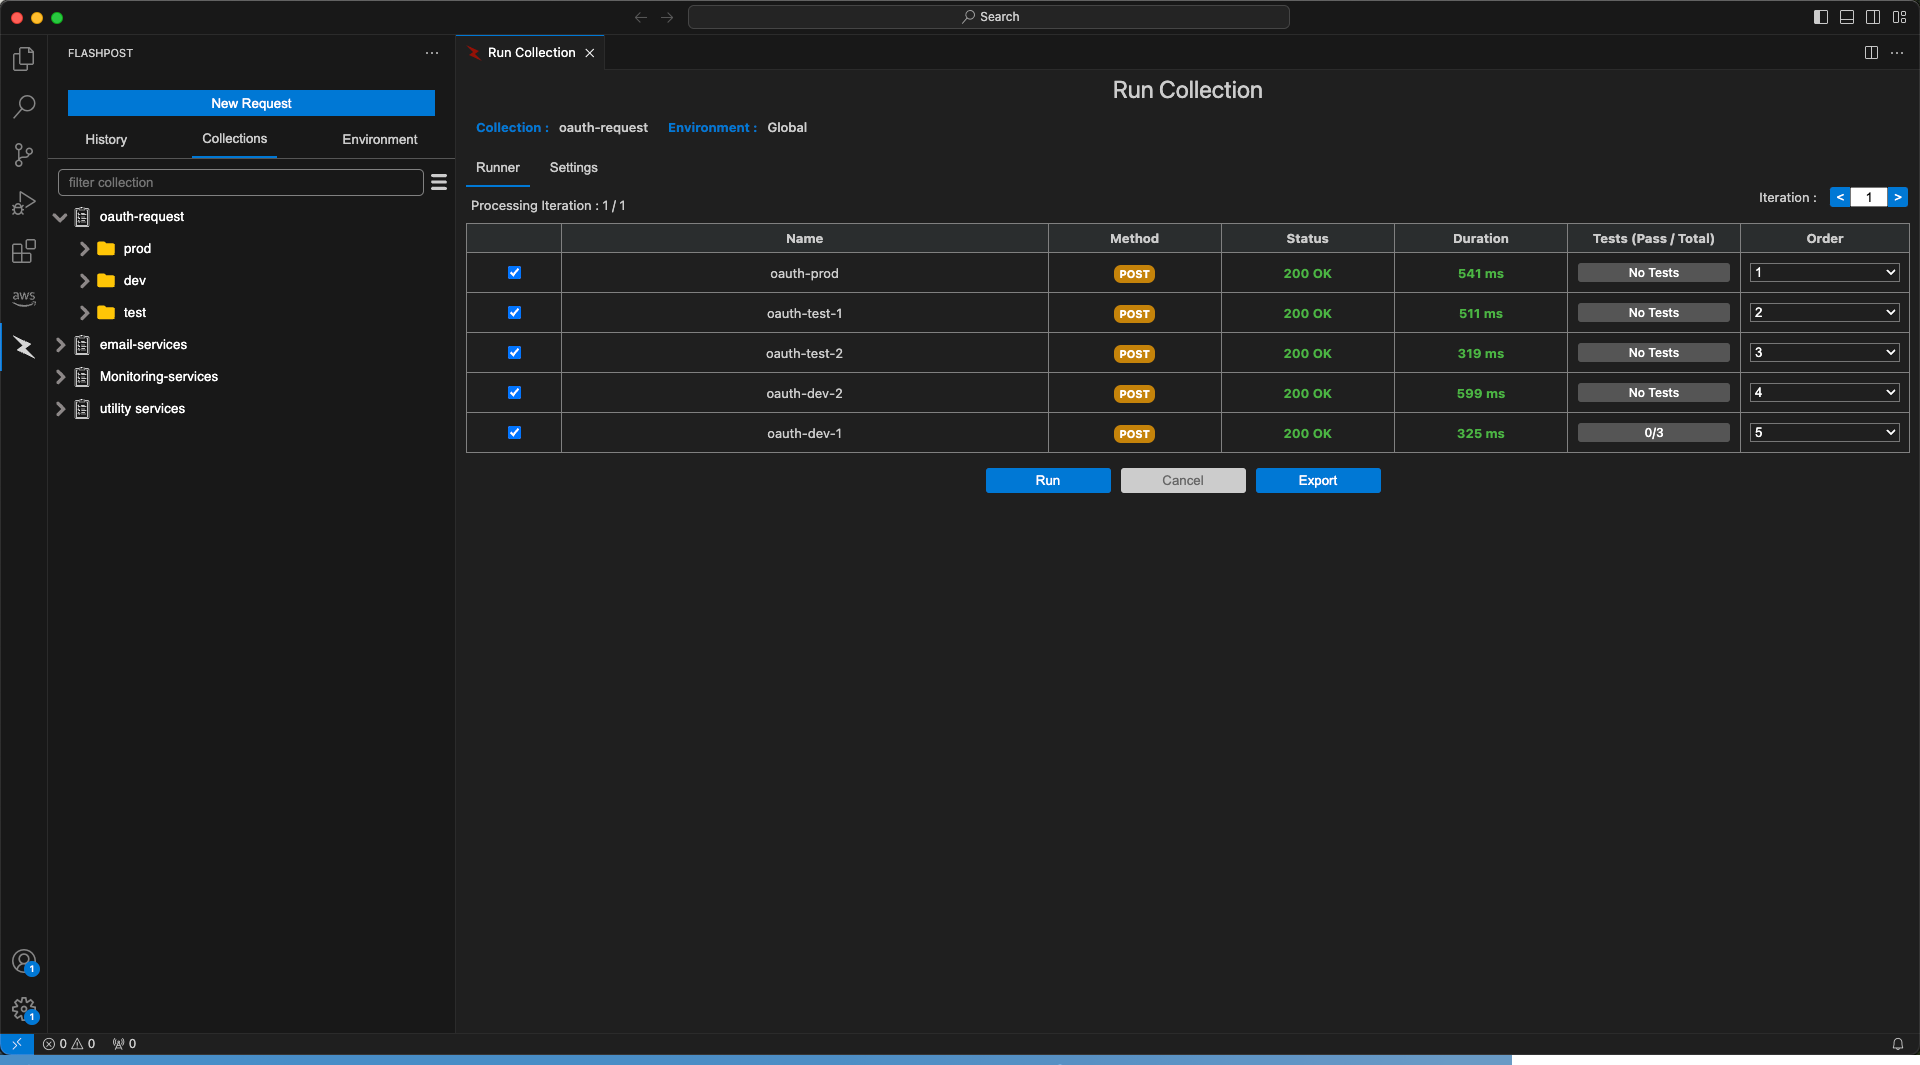 Search
FLASHPOST
Run Collection
New Request
History Collections Environment
filter collection
oauth-request
prod
dev
test
email-services
Monitoring-services
utility services
aws
1
1
0 0 0
Run Collection
Collection : oauth-request Environment : Global
Runner Settings
Iteration : < 1 >
Processing Iteration : 1 / 1
Name Method Status Duration Tests (Pass / Total) Order
oauth-prod POST 200 OK 541 ms No Tests 1
oauth-test-1 POST 200 OK 511 ms No Tests 2
oauth-test-2 POST 200 OK 319 ms No Tests 3
oauth-dev-2 POST 200 OK 599 ms No Tests 4
oauth-dev-1 POST 200 OK 325 ms 0/3 5
Run Cancel Export